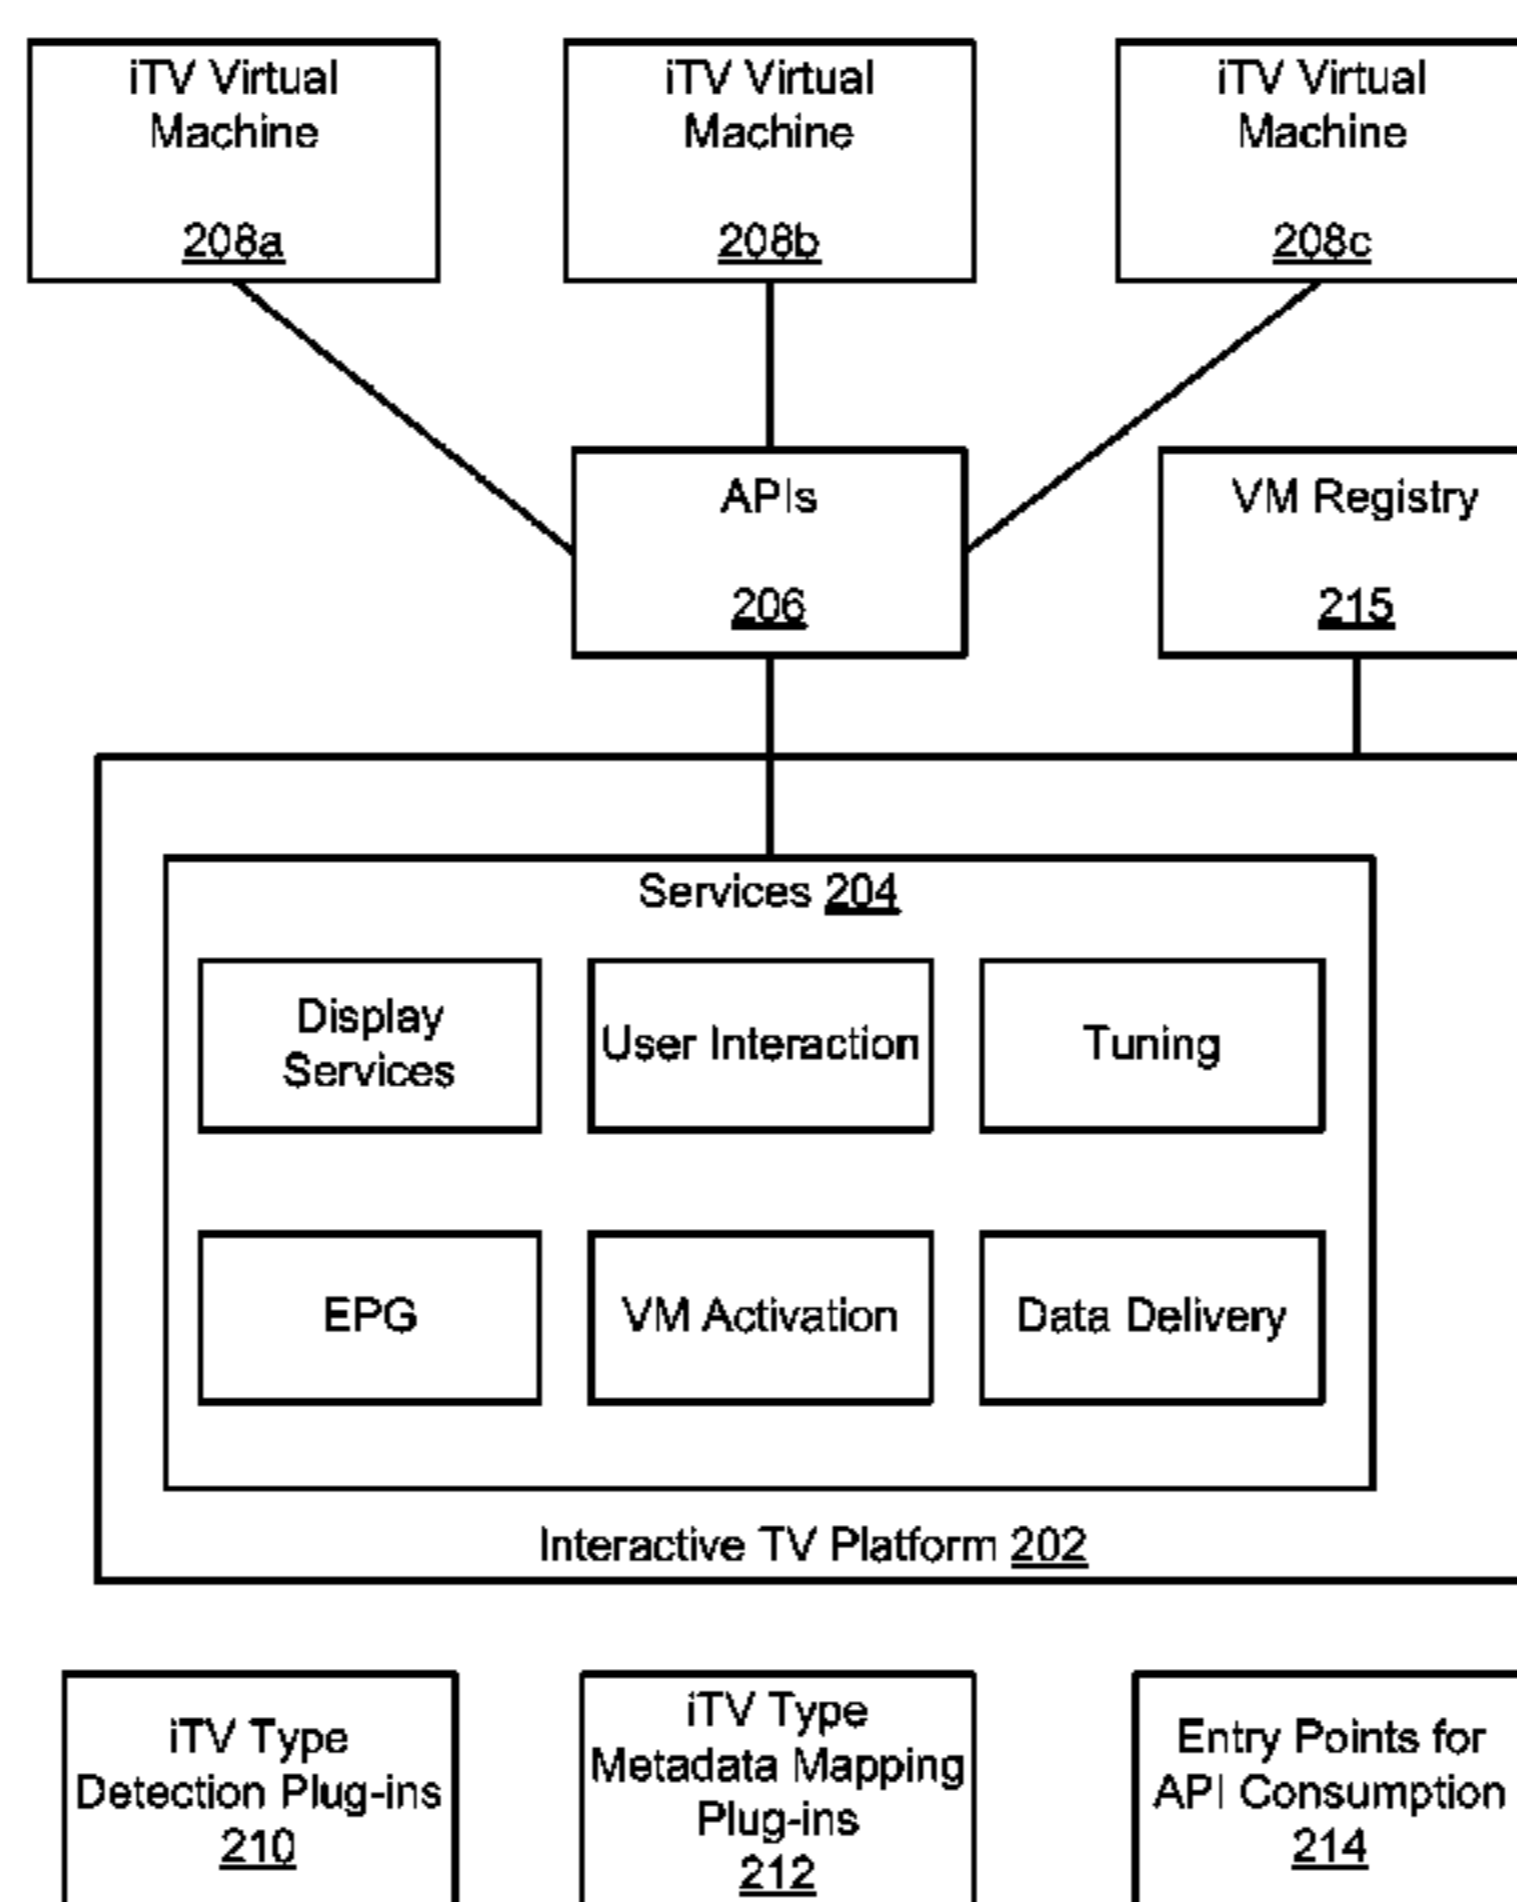 iTV Virtual
Machine
208a
iTV Virtual
Machine
208b
iTV Virtual
Machine
208c
APIs
206
VM Registry
215
Services 204
Display
Services
User Interaction
Tuning
EPG
VM Activation
Data Delivery
Interactive TV Platform 202
iTV Type
Detection Plug-ins
210
iTV Type
Metadata Mapping
Plug-ins
212
Entry Points for
API Consumption
214